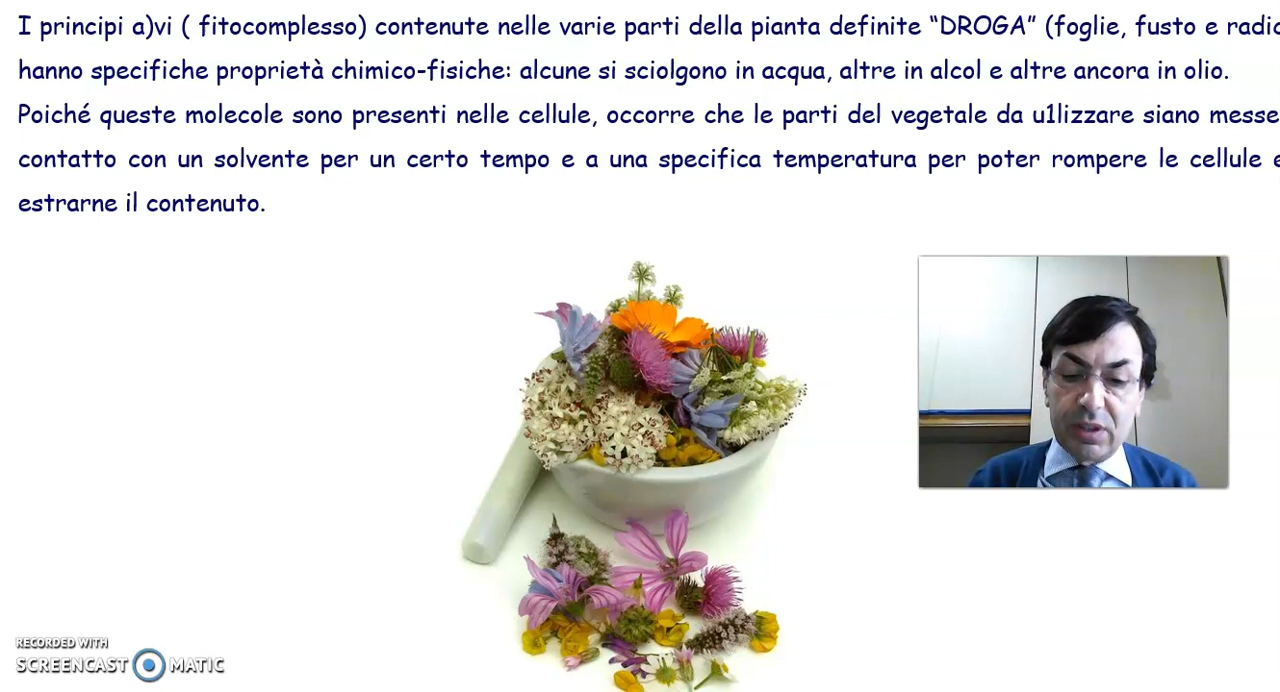 I principi a)vi ( fitocomplesso) contenute nelle varie parti della pianta definite “DROGA” (foglie, fusto e radic
hanno specifiche proprietà chimico-fisiche: alcune si sciolgono in acqua, altre in alcol e altre ancora in olio.
Poiché queste molecole sono presenti nelle cellule, occorre che le parti del vegetale da u1lizzare siano messe
contatto con un solvente per un certo tempo e a una specifica temperatura per poter rompere le cellule e
estrarne il contenuto.
RECORDED WITH
SCREENCAST MATIC